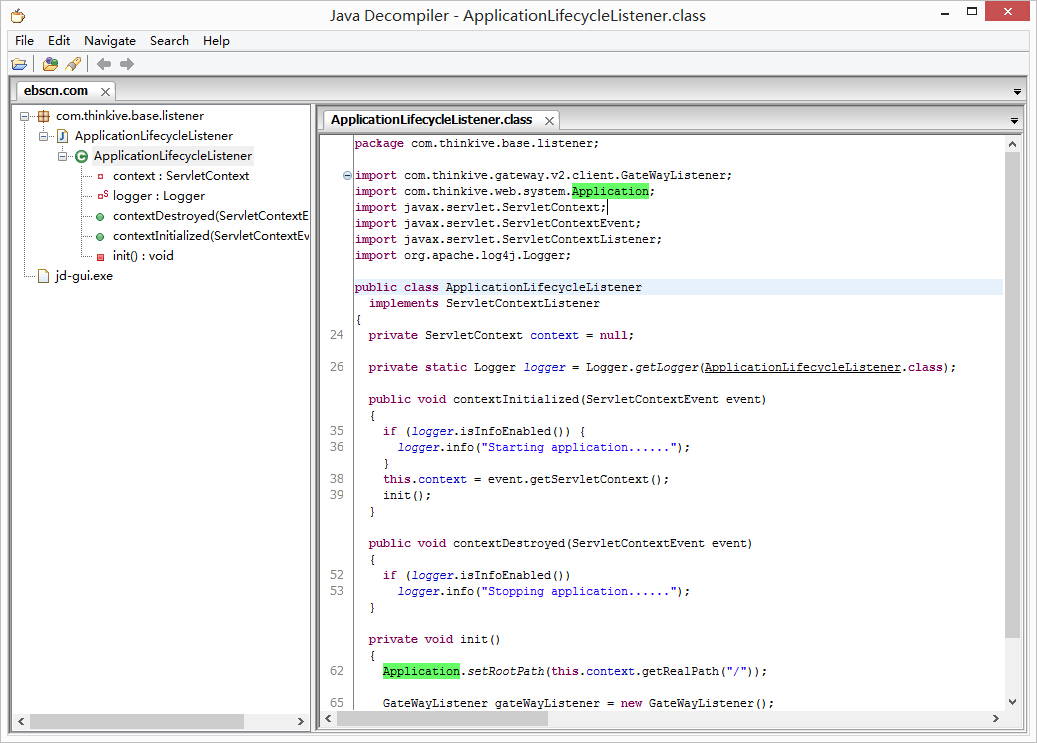 Java Decompiler - ApplicationLifecycleListener.class
File Edit Navigate Search Help
ebscn.com
com.thinkive.base.listener
ApplicationLifecycleListener
ApplicationLifecycleListener
context : ServletContext
logger : Logger
contextDestroyed(ServletContextE
contextInitialized(ServletContextEv
init() : void
jd-gui.exe
ApplicationLifecycleListener.class
package com.thinkive.base.listener;
import com.thinkive.gateway.v2.client.GateWayListener;
import com.thinkive.web.system.Application;
import javax.servlet.ServletContext;
import javax.servlet.ServletContextEvent;
import javax.servlet.ServletContextListener;
import org.apache.log4j.Logger;
public class ApplicationLifecycleListener
implements ServletContextListener
{
24 private ServletContext context = null;
26 private static Logger logger = Logger.getLogger(ApplicationLifecycleListener.class);
public void contextInitialized(ServletContextEvent event)
{
35 if (logger.isInfoEnabled()) {
36 logger.info("Starting application......");
}
38 this.context = event.getServletContext();
39 init();
}
public void contextDestroyed(ServletContextEvent event)
{
52 if (logger.isInfoEnabled())
53 logger.info("Stopping application......");
}
private void init()
{
62 Application.setRootPath(this.context.getRealPath("/"));
65 GateWayListener gateWayListener = new GateWayListener();